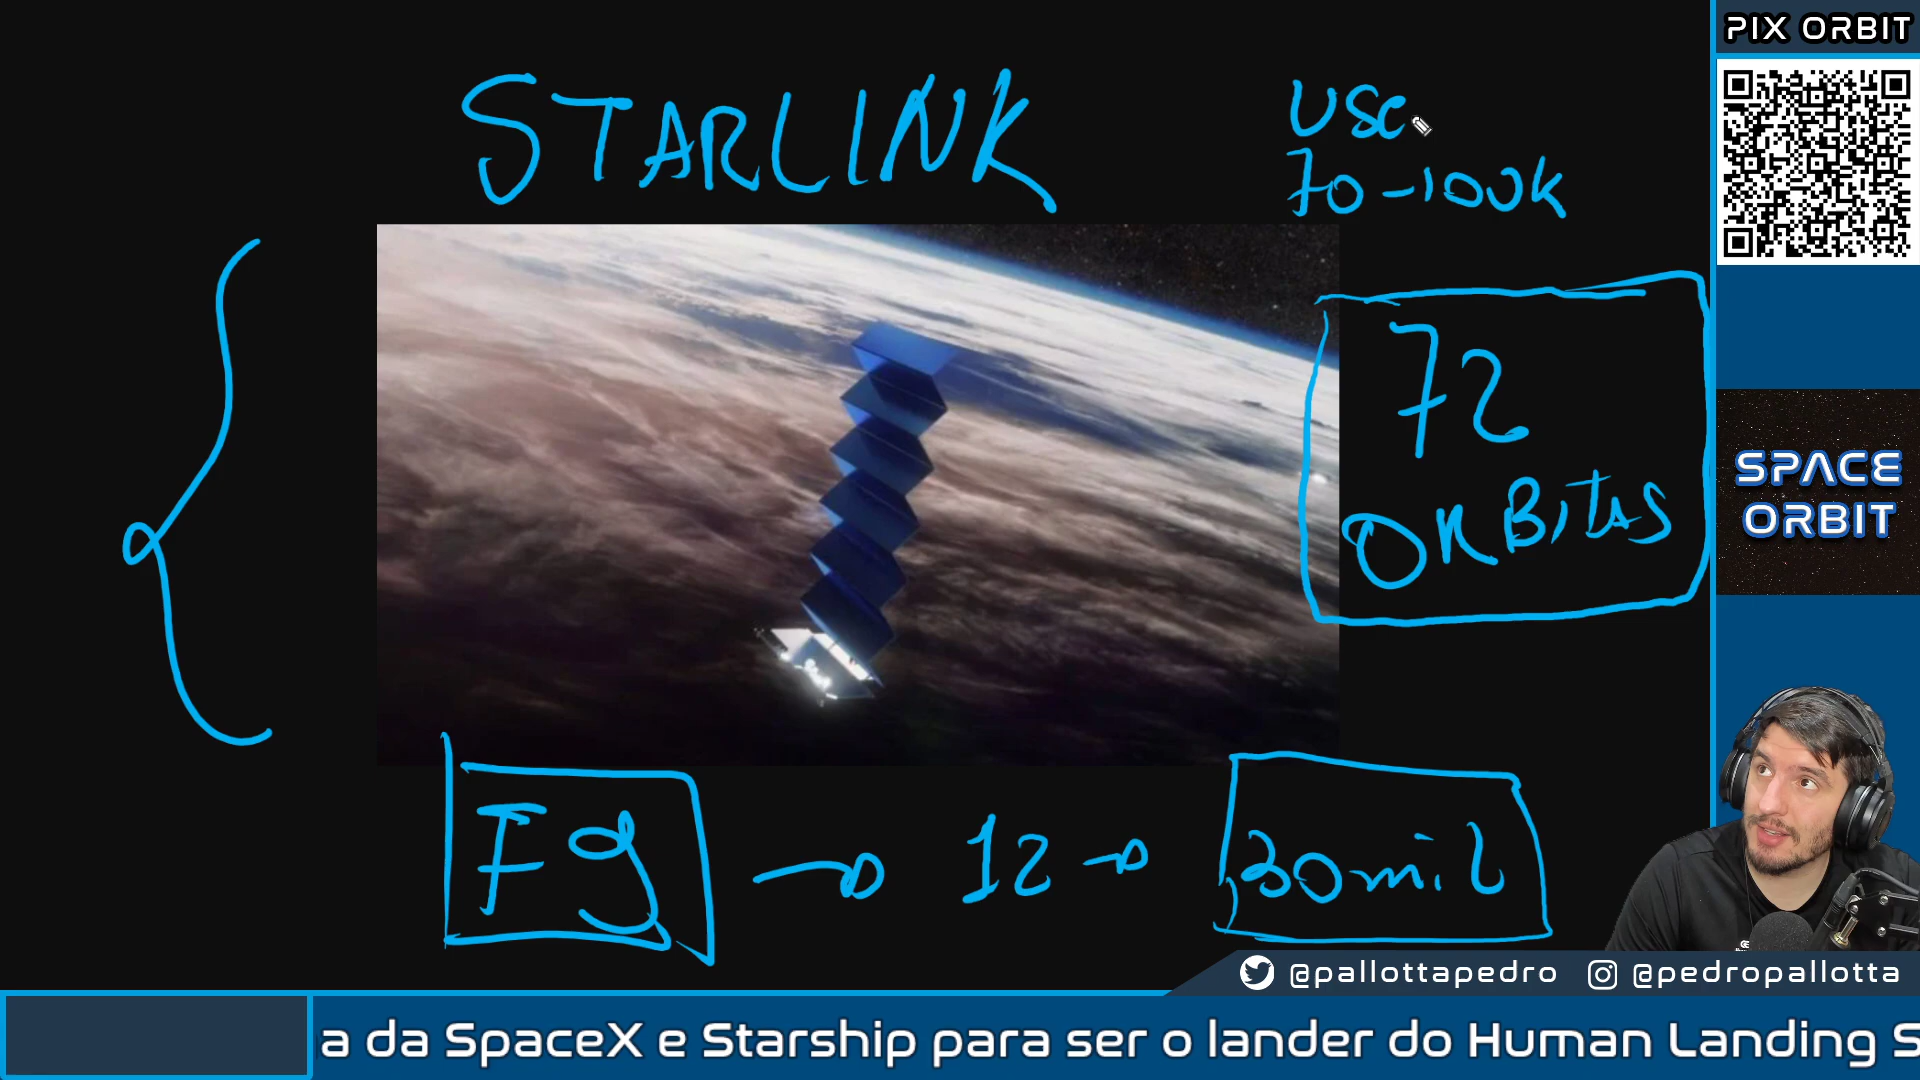 PIX ORBIT
STARLINK
USC
70-100K
72
ORBITAS
SPACE
ORBIT
F9
12
30mil
@pallottapedro @pedropallotta
a da SpaceX e Starship para ser o lander do Human Landing S